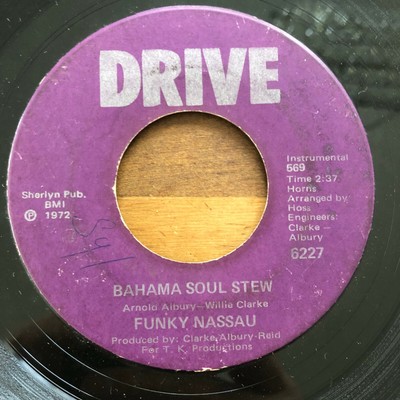 DRIVE
Sherlyn Pub.
BMI
Ⓟ 1972
Instrumental
569
Time 2:37
Horns
Arranged by
Hoss
Engineers:
Clarke –
Albury
6227
BAHAMA SOUL STEW
Arnold Albury–Willie Clarke
FUNKY NASSAU
Produced by: Clarke-Albury-Reid
For T. K. Productions